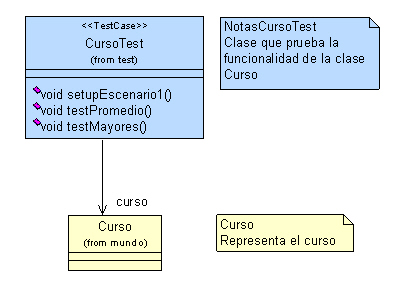 <<TestCase>>
CursoTest
(from test)
void setupEscenario1()
void testPromedio()
void testMayores()
NotasCursoTest
Clase que prueba la
funcionalidad de la clase
Curso
curso
Curso
(from mundo)
Curso
Representa el curso